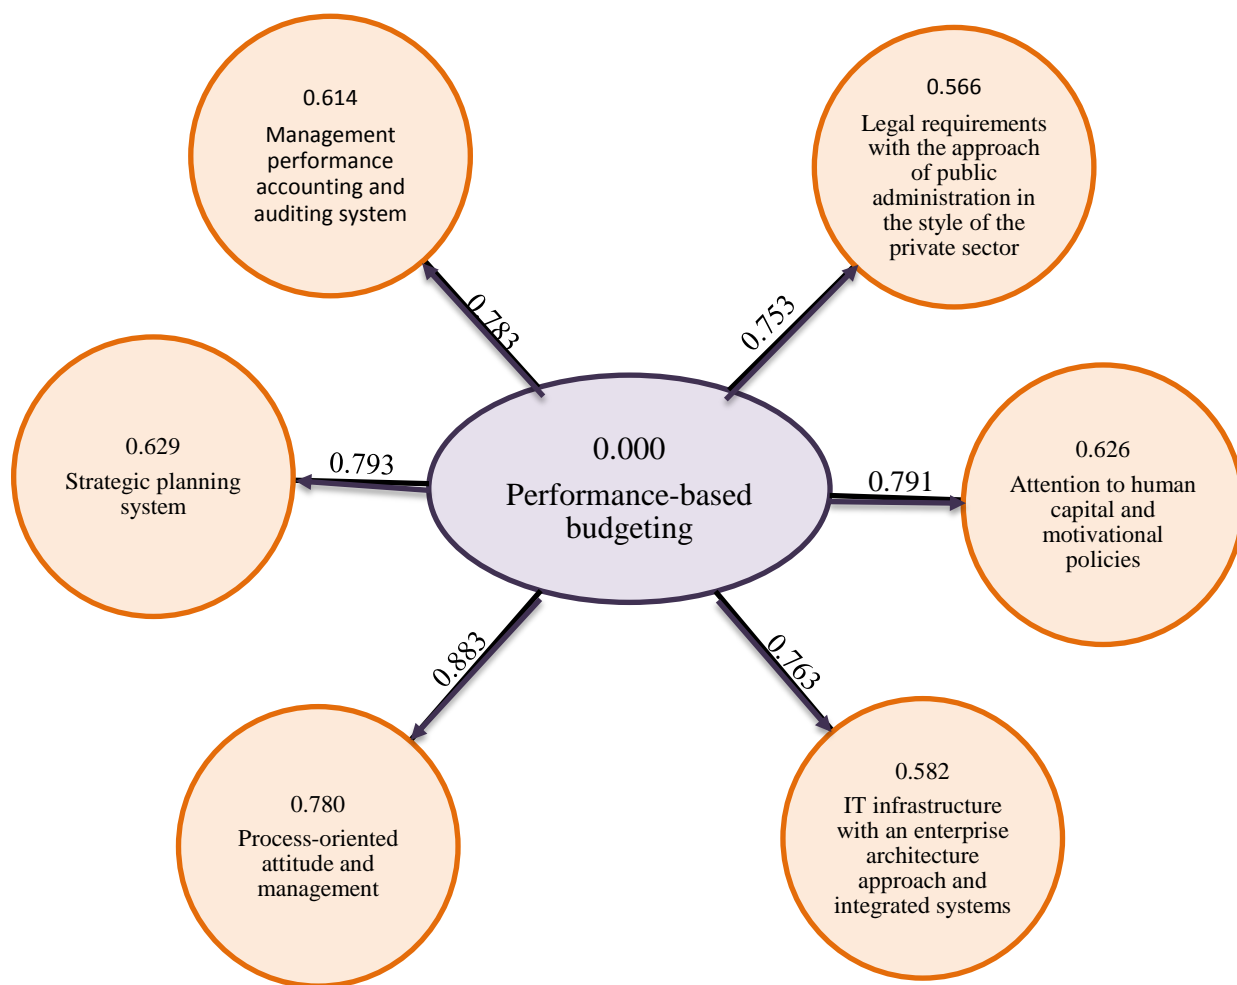 0.614
Management
performance
accounting and
auditing system
0.566
Legal requirements
with the approach
of public
administration in
the style of the
private sector
0.783
0.753
0.629
Strategic planning
system
0.793
0.000
Performance-based
budgeting
0.791
0.626
Attention to human
capital and
motivational
policies
0.883
0.763
0.780
Process-oriented
attitude and
management
0.582
IT infrastructure
with an enterprise
architecture
approach and
integrated systems